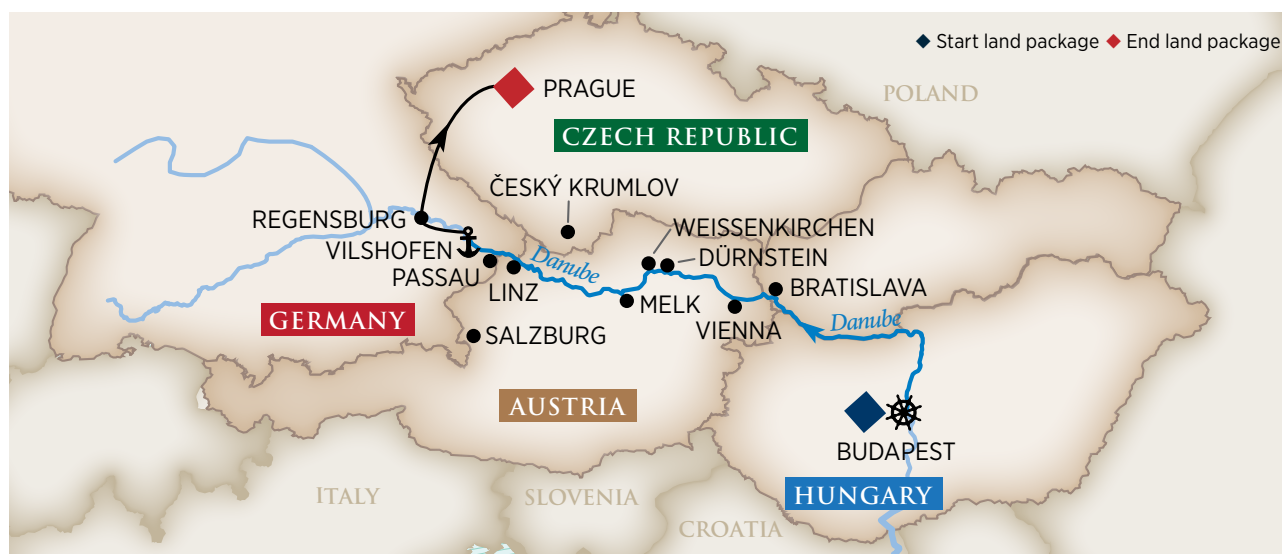 Start land package
End land package
POLAND
PRAGUE
CZECH REPUBLIC
ČESKÝ KRUMLOV
REGENSBURG
WEISSENKIRCHEN
VILSHOFEN
DÜRNSTEIN
PASSAU
Danube
LINZ
BRATISLAVA
MELK
GERMANY
VIENNA
Danube
SALZBURG
AUSTRIA
BUDAPEST
ITALY
SLOVENIA
HUNGARY
CROATIA